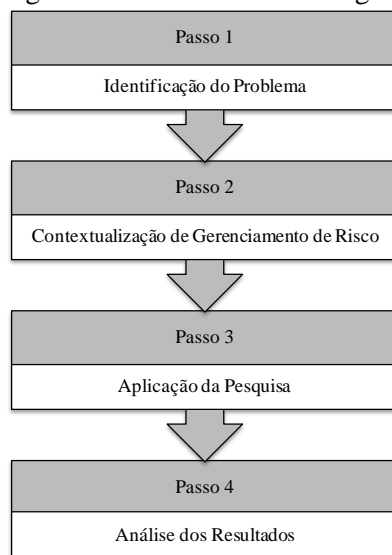 Passo 1
Identificação do Problema
Passo 2
Contextualização de Gerenciamento de Risco
Passo 3
Aplicação da Pesquisa
Passo 4
Análise dos Resultados